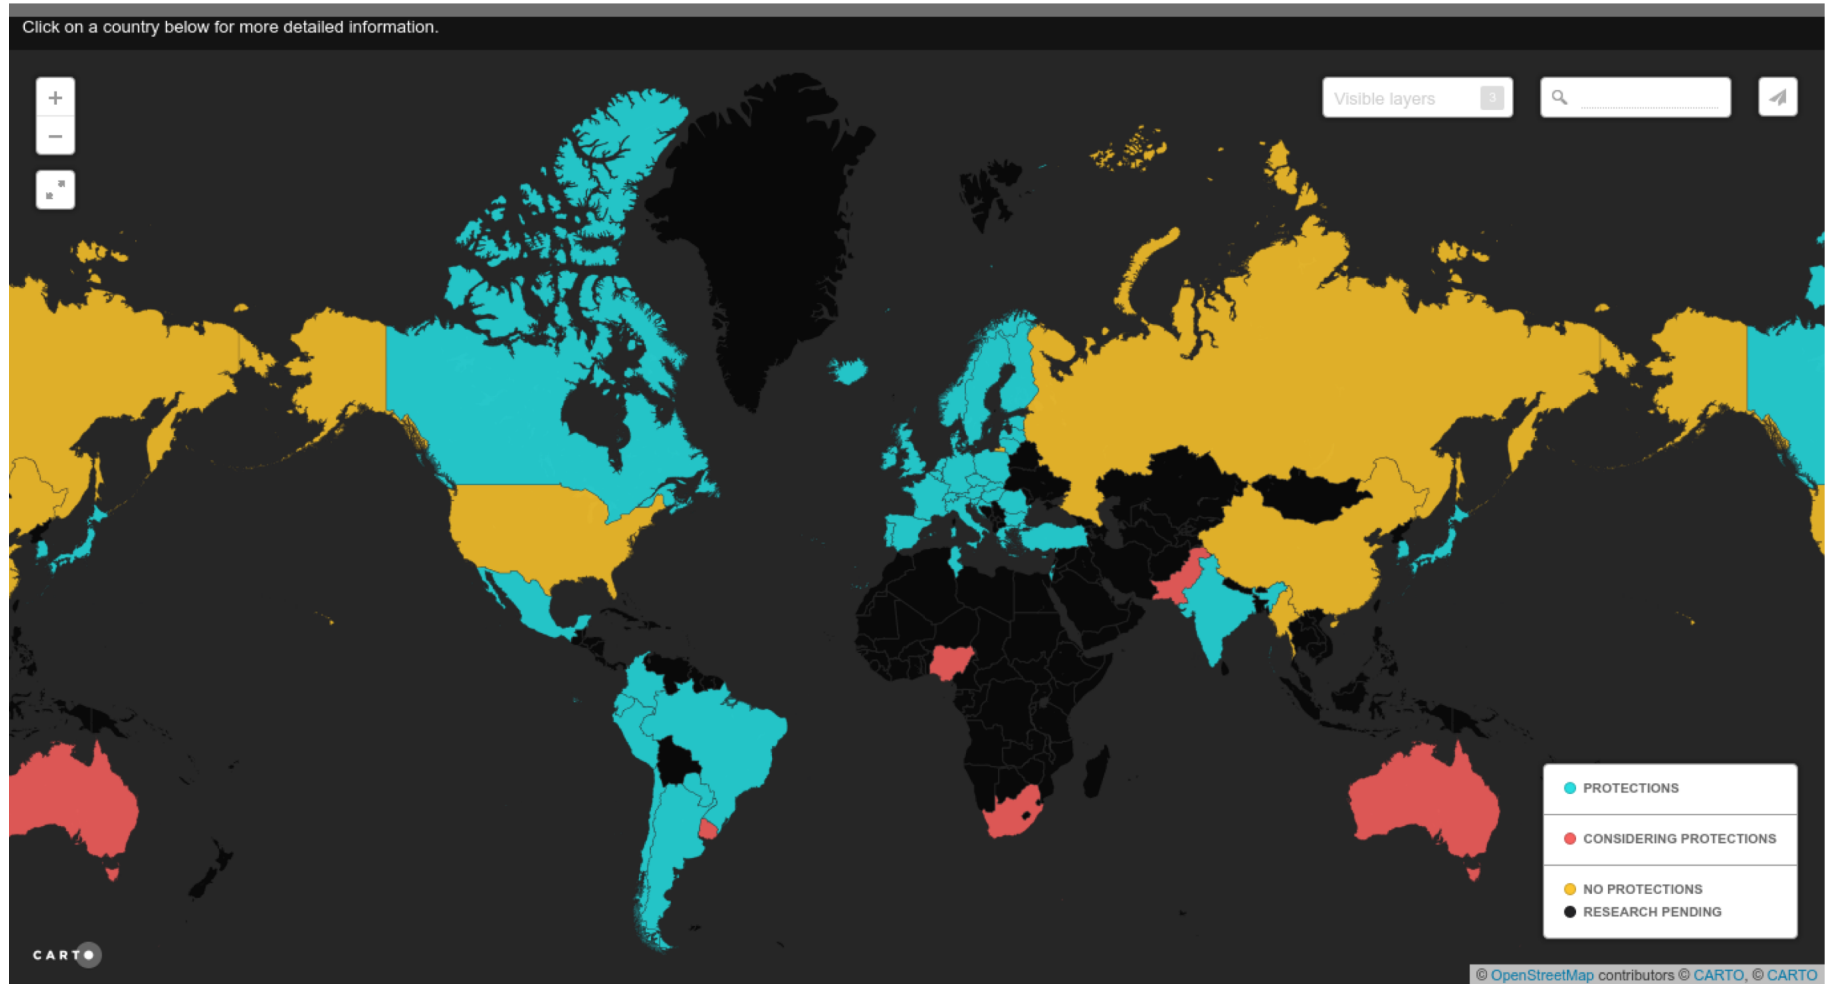 Click on a country below for more detailed information.
+
Visible layers 3
−
PROTECTIONS
CONSIDERING PROTECTIONS
NO PROTECTIONS
RESEARCH PENDING
CARTO
© OpenStreetMap contributors © CARTO, © CARTO